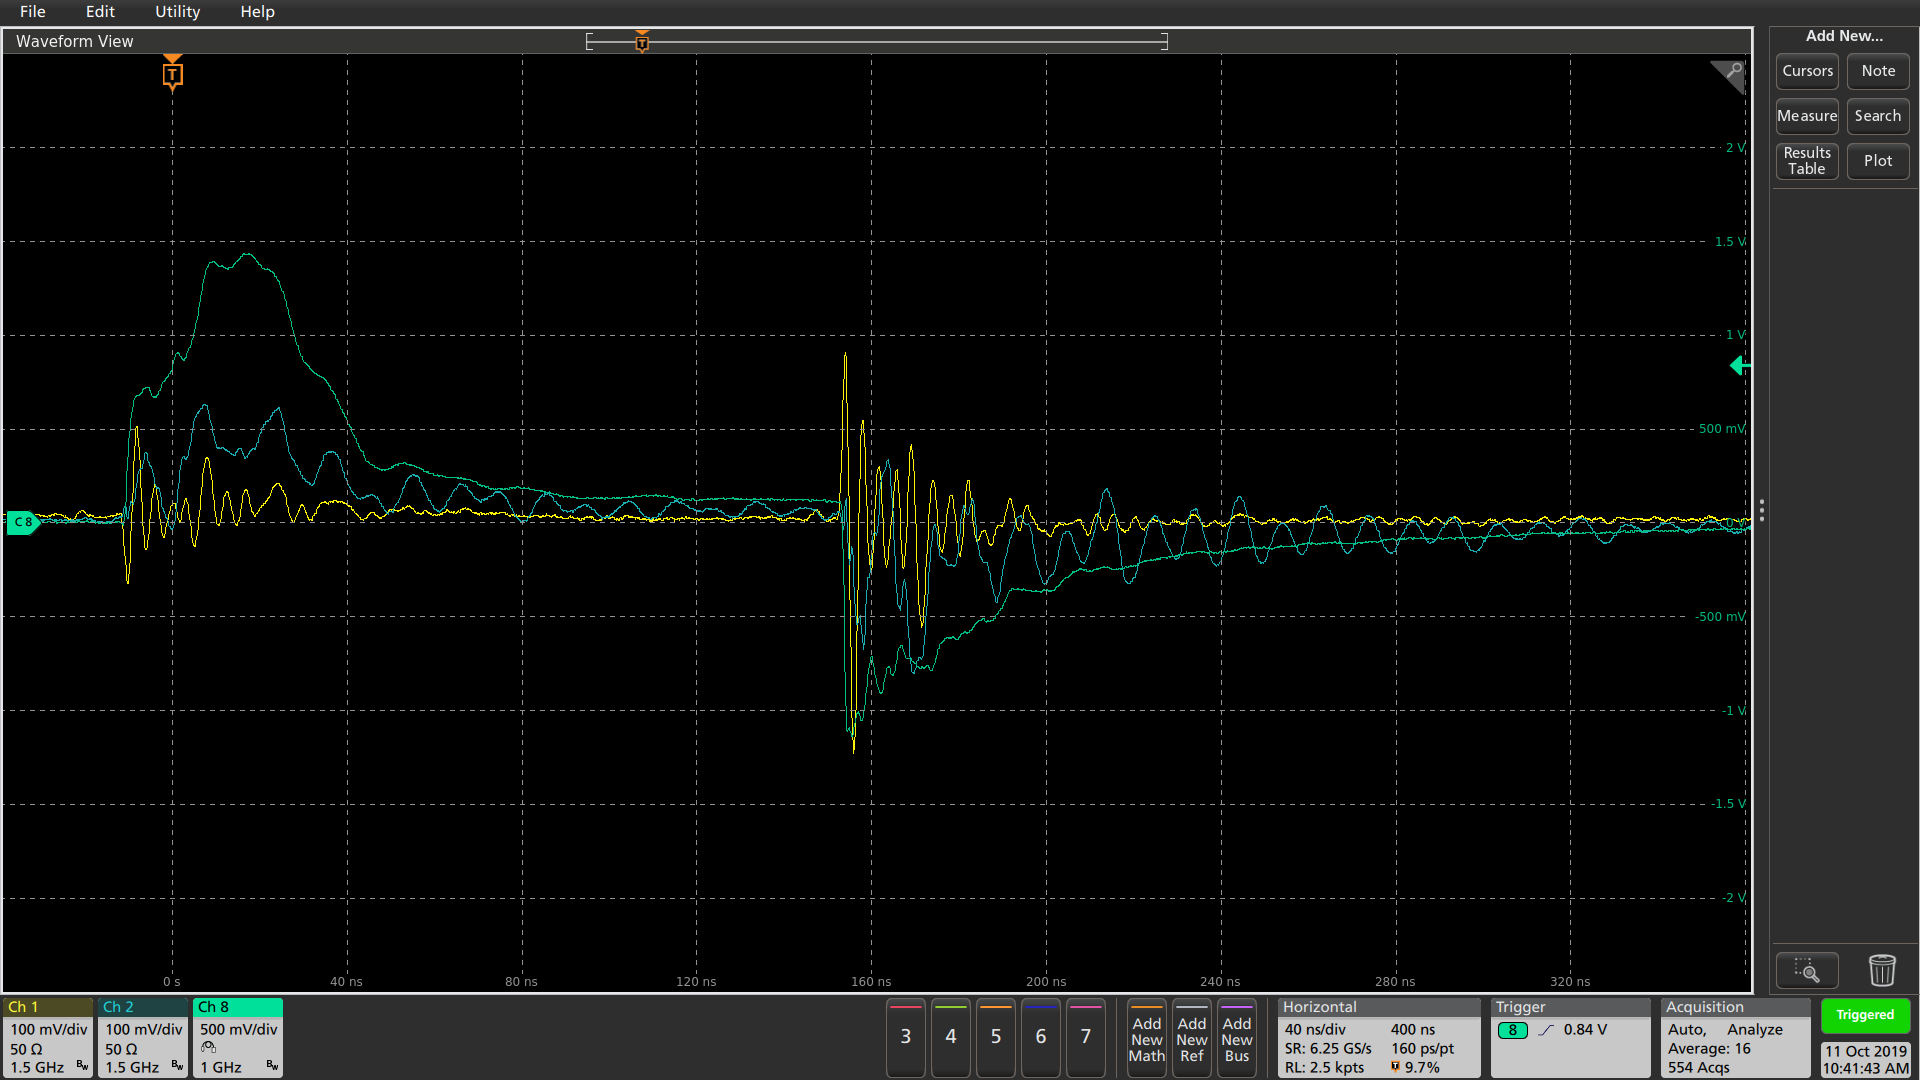 File Edit Utility Help
Waveform View
T
T
Add New...
Cursors Note
Measure Search
Results Table Plot
2 V
1.5 V
1 V
500 mV
0 V
-500 mV
-1 V
-1.5 V
-2 V
C 8
0 s 40 ns 80 ns 120 ns 160 ns 200 ns 240 ns 280 ns 320 ns
Ch 1
100 mV/div
50 Ω
1.5 GHz Bw
Ch 2
100 mV/div
50 Ω
1.5 GHz Bw
Ch 8
500 mV/div
1 GHz Bw
3 4 5 6 7
Add New Math
Add New Ref
Add New Bus
Horizontal
40 ns/div 400 ns
SR: 6.25 GS/s 160 ps/pt
RL: 2.5 kpts T 9.7%
Trigger
8 0.84 V
Acquisition
Auto, Analyze
Average: 16
554 Acqs
Triggered
11 Oct 2019
10:41:43 AM